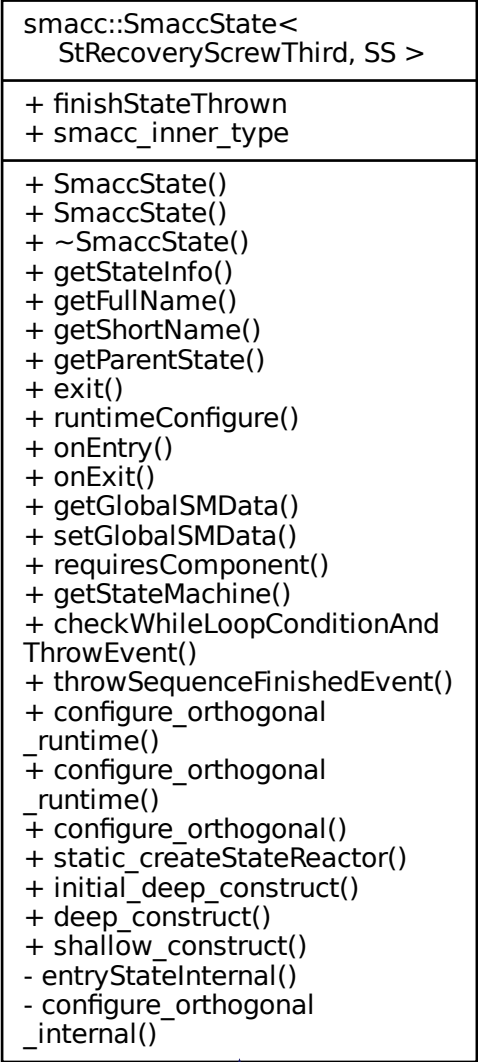 smacc::SmaccState<
StRecoveryScrewThird, SS >
+ finishStateThrown
+ smacc_inner_type
+ SmaccState()
+ SmaccState()
+ ~SmaccState()
+ getStateInfo()
+ getFullName()
+ getShortName()
+ getParentState()
+ exit()
+ runtimeConfigure()
+ onEntry()
+ onExit()
+ getGlobalSMData()
+ setGlobalSMData()
+ requiresComponent()
+ getStateMachine()
+ checkWhileLoopConditionAnd
ThrowEvent()
+ throwSequenceFinishedEvent()
+ configure_orthogonal
_runtime()
+ configure_orthogonal
_runtime()
+ configure_orthogonal()
+ static_createStateReactor()
+ initial_deep_construct()
+ deep_construct()
+ shallow_construct()
- entryStateInternal()
- configure_orthogonal
_internal()